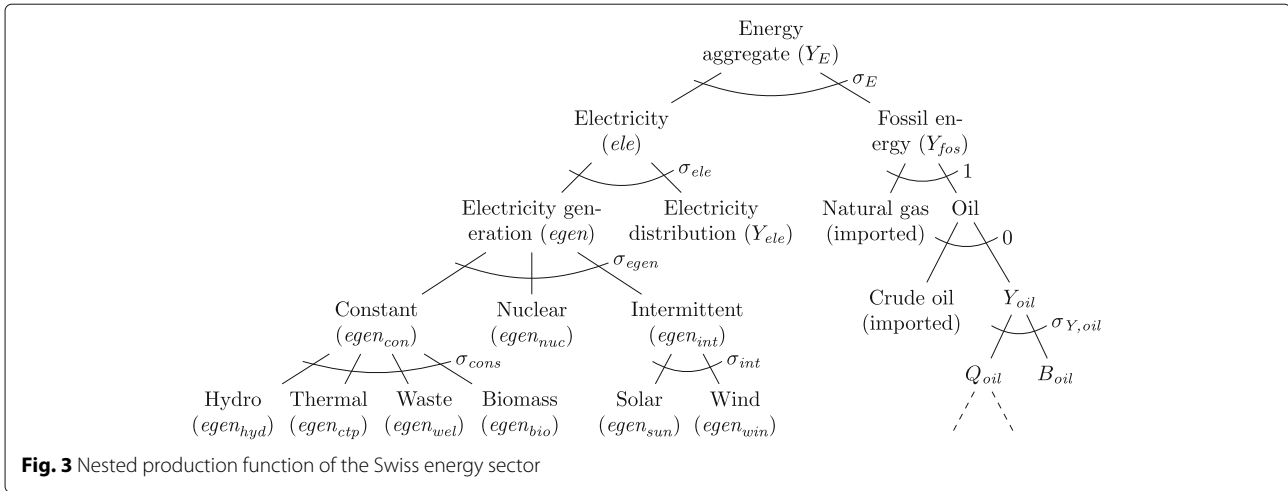 Energy
aggregate (Y_E)
σ_E
Electricity
(ele)
Fossil en-
ergy (Y_fos)
σ_ele
1
Electricity gen-
eration (egen)
Electricity
distribution (Y_ele)
Natural gas
(imported)
Oil
σ_egen
0
Constant
(egen_con)
Nuclear
(egen_nuc)
Intermittent
(egen_int)
Crude oil
(imported)
Y_oil
σ_cons
σ_int
σ_Y,oil
Hydro
(egen_hyd)
Thermal
(egen_ctp)
Waste
(egen_wel)
Biomass
(egen_bio)
Solar
(egen_sun)
Wind
(egen_win)
Q_oil
B_oil
Fig. 3 Nested production function of the Swiss energy sector